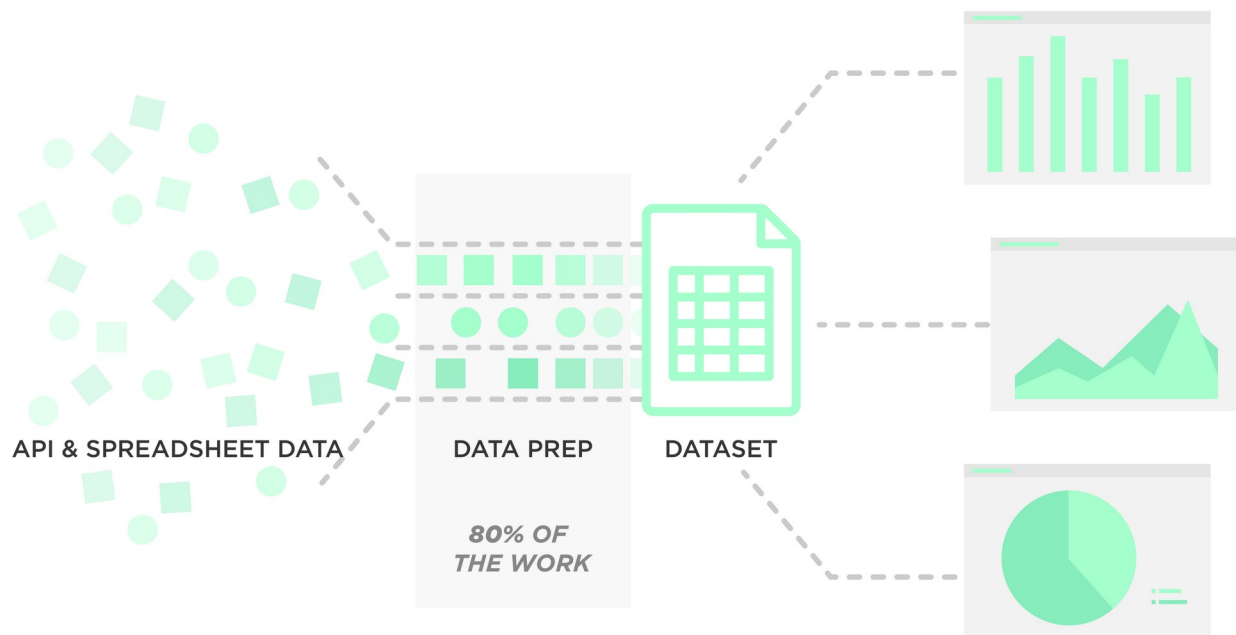 API & SPREADSHEET DATA
DATA PREP
DATASET
80% OF
THE WORK